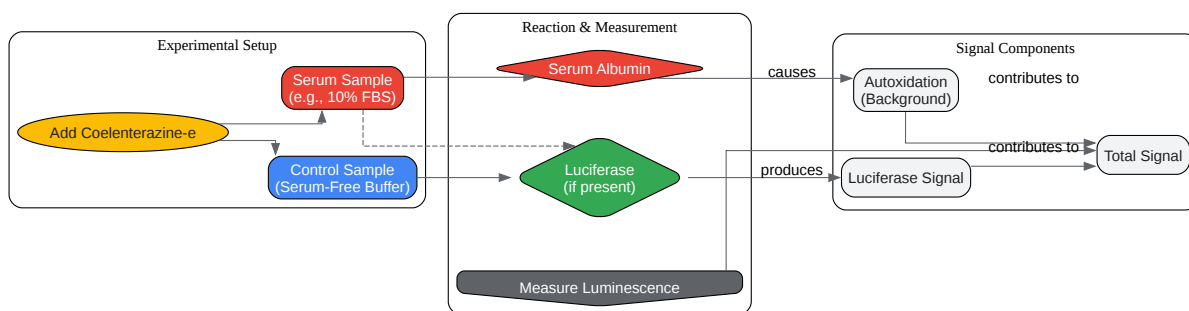 Experimental Setup
Add Coelenterazine-e
Serum Sample
(e.g., 10% FBS)
Control Sample
(Serum-Free Buffer)
Reaction & Measurement
Serum Albumin
Luciferase
(if present)
Measure Luminescence
causes
produces
Signal Components
Autoxidation
(Background)
Luciferase Signal
contributes to
contributes to
Total Signal